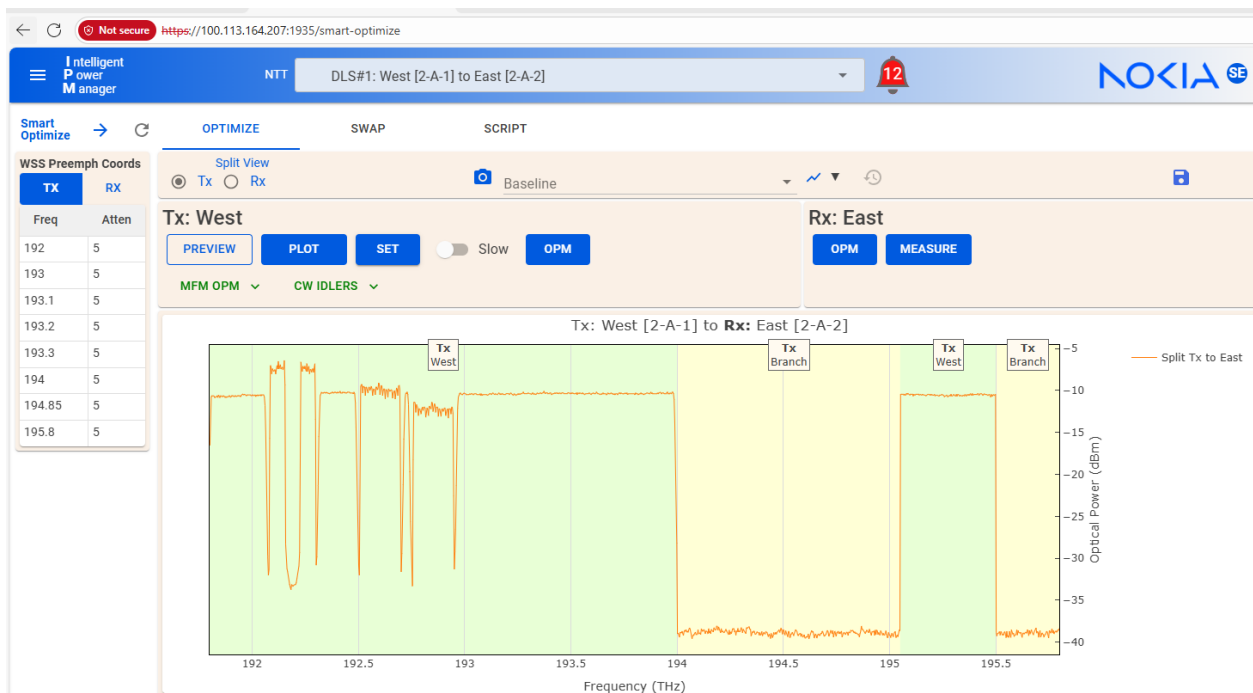 Not secure https://100.113.164.207:1935/smart-optimize
Intelligent
Power
Manager
NTT
DLS#1: West [2-A-1] to East [2-A-2]
12
NOKIA
SE
Smart
Optimize
OPTIMIZE SWAP SCRIPT
WSS Preemph Coords
TX RX
Freq Atten
192 5
193 5
193.1 5
193.2 5
193.3 5
194 5
194.85 5
195.8 5
Split View
Tx Rx
Baseline
Tx: West
PREVIEW PLOT SET Slow OPM
MFM OPM CW IDLERS
Rx: East
OPM MEASURE
Tx: West [2-A-1] to Rx: East [2-A-2]
Tx
West
Tx
Branch
Tx
West
Tx
Branch
−5
−10
−15
−20
−25
−30
−35
−40
Optical Power (dBm)
Split Tx to East
192 192.5 193 193.5 194 194.5 195 195.5
Frequency (THz)